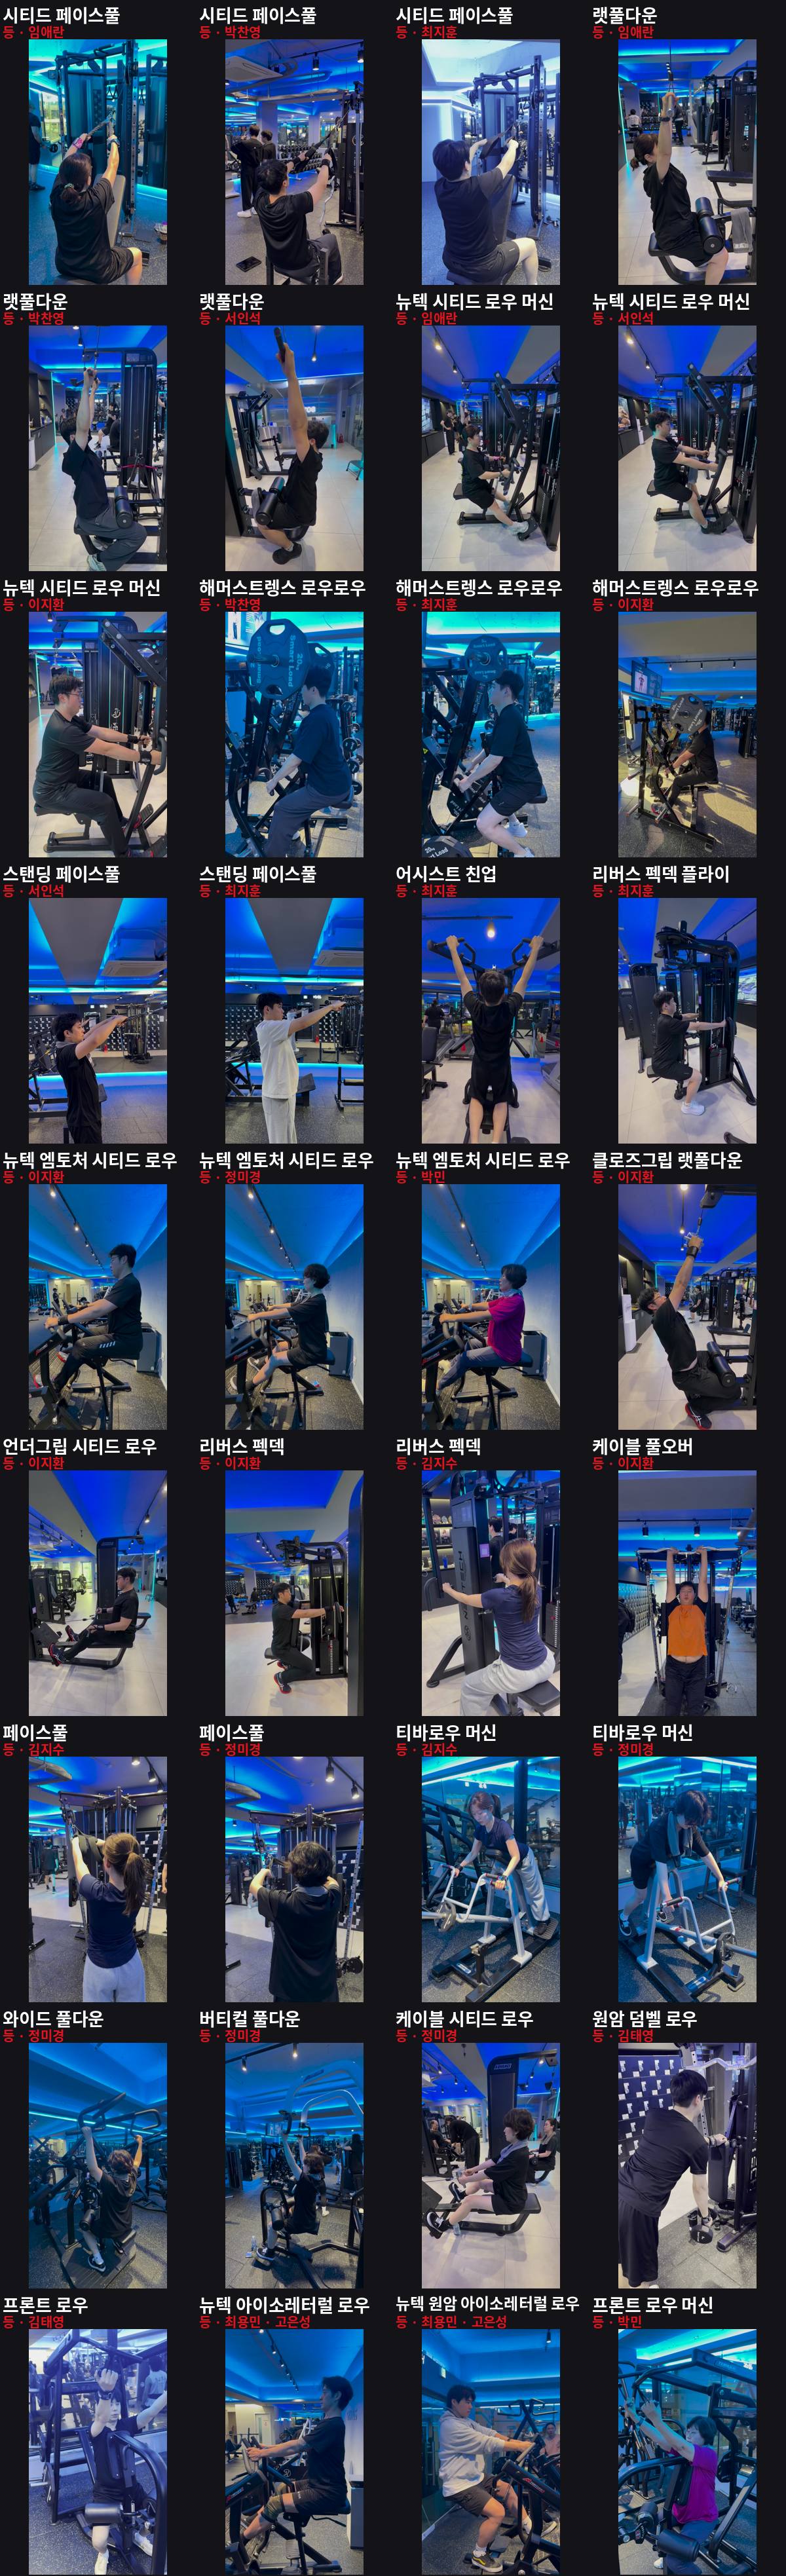 시티드 페이스풀
등 · 임애란
시티드 페이스풀
등 · 박찬영
시티드 페이스풀
등 · 최지훈
랫풀다운
등 · 임애란
랫풀다운
등 · 박찬영
랫풀다운
등 · 서인석
뉴텍 시티드 로우 머신
등 · 임애란
뉴텍 시티드 로우 머신
등 · 서인석
뉴텍 시티드 로우 머신
등 · 이지환
해머스트렝스 로우로우
등 · 박찬영
해머스트렝스 로우로우
등 · 최지훈
해머스트렝스 로우로우
등 · 이지환
스탠딩 페이스풀
등 · 서인석
스탠딩 페이스풀
등 · 최지훈
어시스트 친업
등 · 최지훈
리버스 펙덱 플라이
등 · 최지훈
뉴텍 엠토처 시티드 로우
등 · 이지환
뉴텍 엠토처 시티드 로우
등 · 정미경
뉴텍 엠토처 시티드 로우
등 · 박민
클로즈그립 랫풀다운
등 · 이지환
언더그립 시티드 로우
등 · 이지환
리버스 펙덱
등 · 이지환
리버스 펙덱
등 · 김지수
케이블 풀오버
등 · 이지환
페이스풀
등 · 김지수
페이스풀
등 · 정미경
티바로우 머신
등 · 김지수
티바로우 머신
등 · 정미경
와이드 풀다운
등 · 정미경
버티컬 풀다운
등 · 정미경
케이블 시티드 로우
등 · 정미경
원암 덤벨 로우
등 · 김태영
프론트 로우
등 · 김태영
뉴텍 아이소레터럴 로우
등 · 최용민 · 고은성
뉴텍 원암 아이소레터럴 로우
등 · 최용민 · 고은성
프론트 로우 머신
등 · 박민